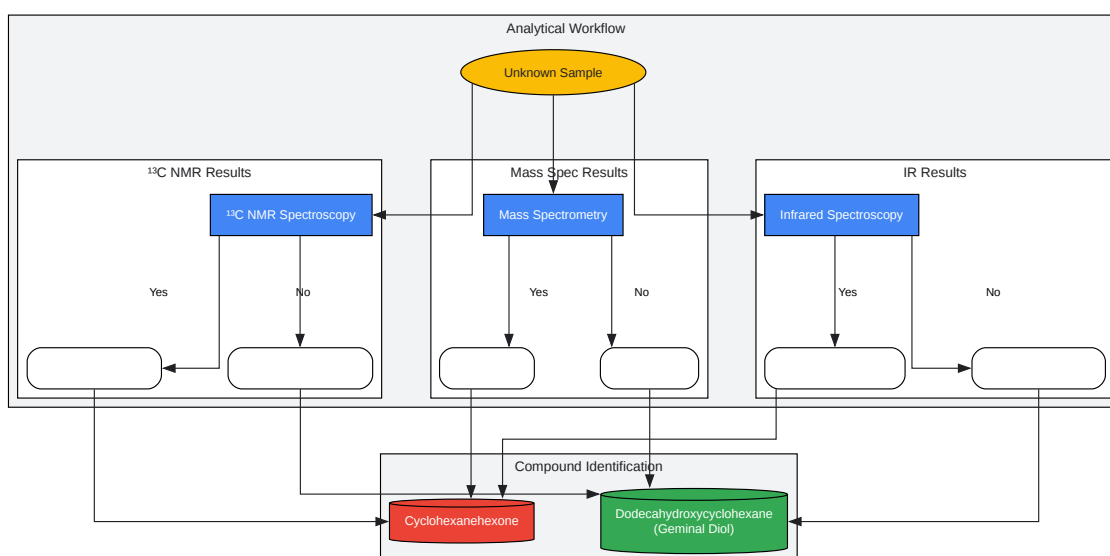 Analytical Workflow
Unknown Sample
¹³C NMR Results
Mass Spec Results
IR Results
¹³C NMR Spectroscopy
Mass Spectrometry
Infrared Spectroscopy
Yes
No
Yes
No
Yes
No
Compound Identification
Cyclohexanehexone
Dodecahydroxycyclohexane
(Geminal Diol)